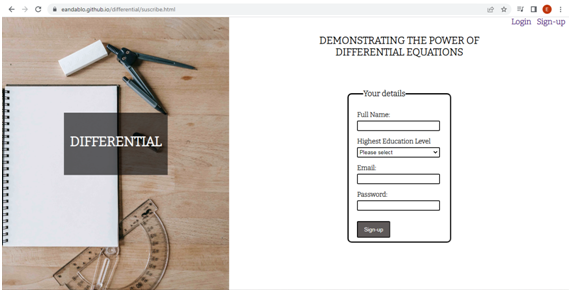 eandablo.github.io/differential/suscribe.html
Login Sign-up
DEMONSTRATING THE POWER OF
DIFFERENTIAL EQUATIONS
DIFFERENTIAL
Your details
Full Name:
Highest Education Level
Please select
Email:
Password:
Sign-up